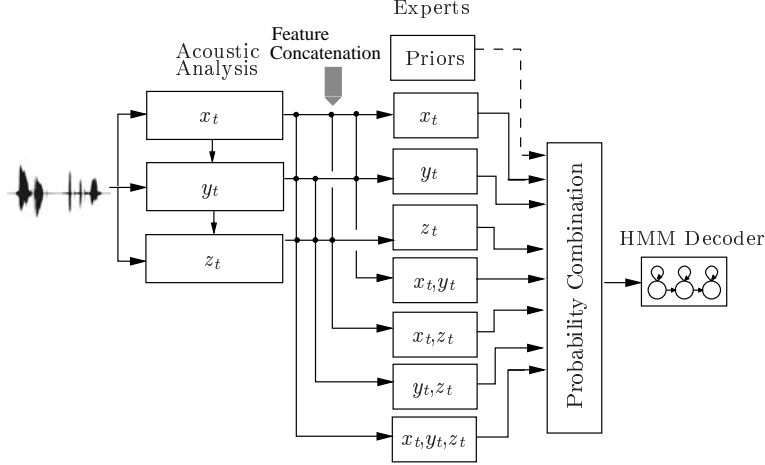 Experts
Feature
Concatenation
Acoustic
Analysis
Priors
x_t
x_t
y_t
y_t
z_t
z_t
x_t,y_t
x_t,z_t
y_t,z_t
x_t,y_t,z_t
Probability Combination
HMM Decoder